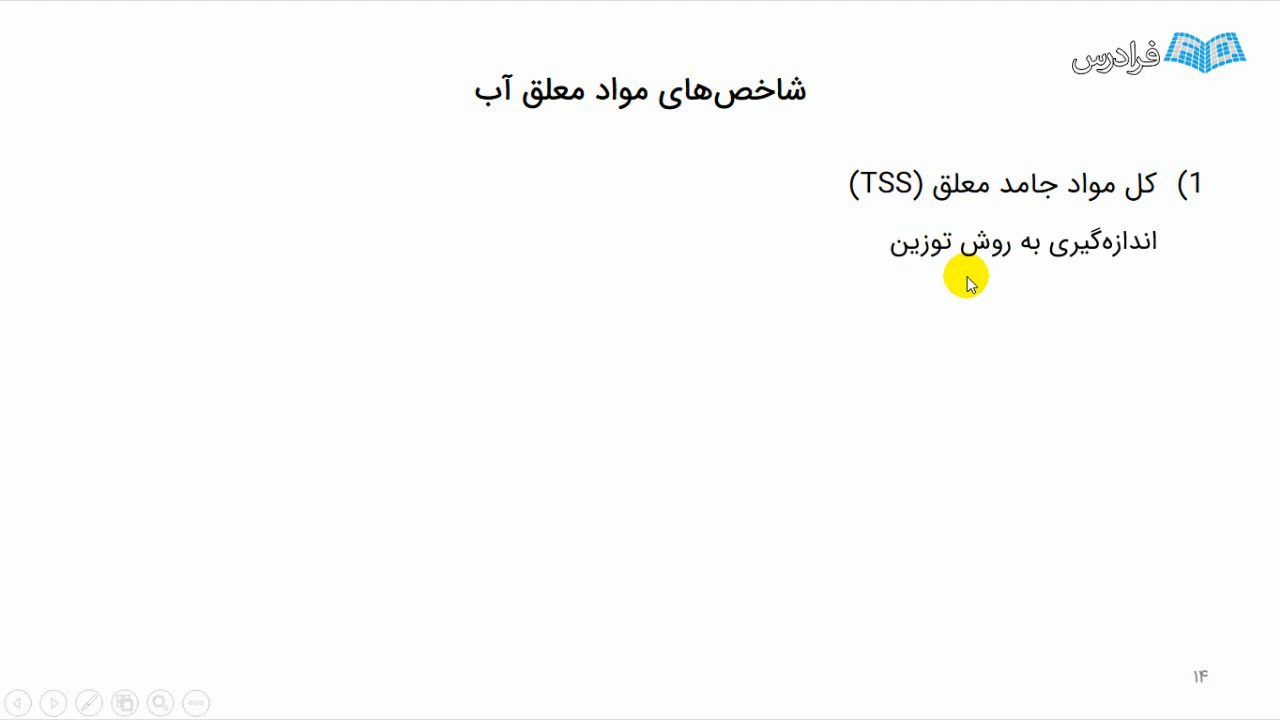 فرادرس
شاخص‌های مواد معلق آب
1) کل مواد جامد معلق (TSS)
اندازه‌گیری به روش توزین
۱۴